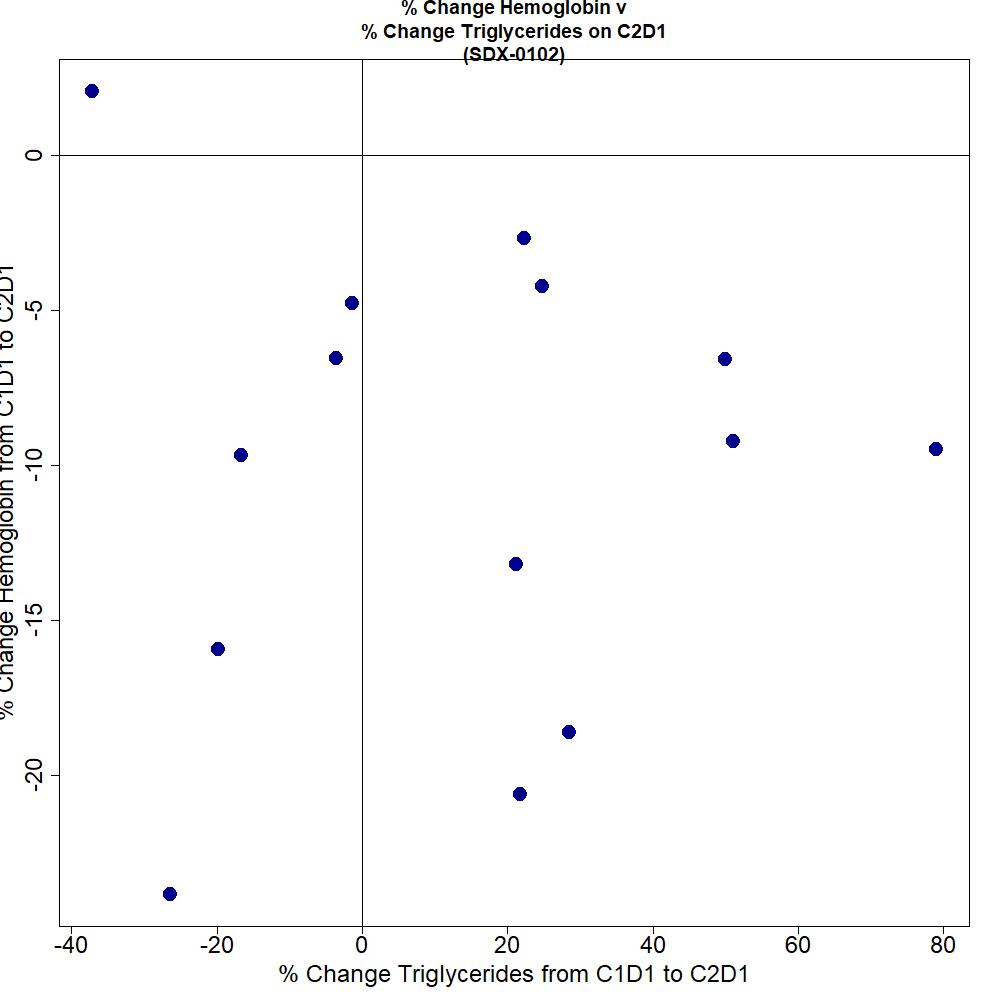 % Change Hemoglobin v
% Change Triglycerides on C2D1
(SDX-0102)
% Change Hemoglobin from C1D1 to C2D1
0
-5
-10
-15
-20
-40
-20
0
20
40
60
80
% Change Triglycerides from C1D1 to C2D1